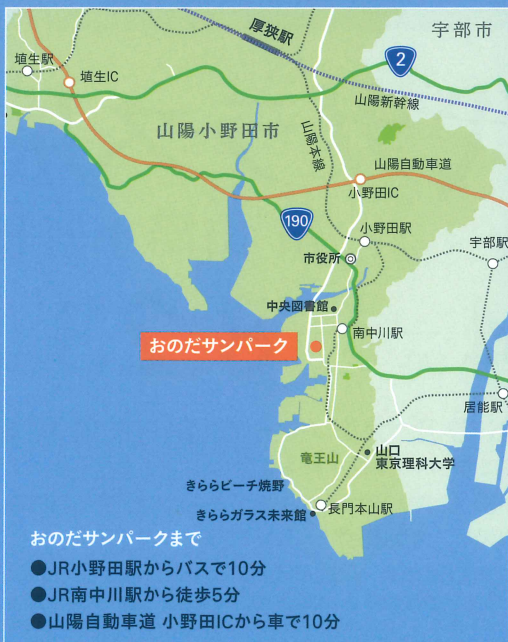 宇部市
厚狭駅
2
埴生駅
埴生IC
山陽新幹線
山陽小野田市
山陽本線
山陽自動車道
小野田IC
190
小野田駅
市役所
宇部駅
中央図書館
南中川駅
おのだサンパーク
居能駅
竜王山
山口
東京理科大学
きららビーチ焼野
きららガラス未来館
長門本山駅
おのだサンパークまで
●JR小野田駅からバスで10分
●JR南中川駅から徒歩5分
●山陽自動車道 小野田ICから車で10分